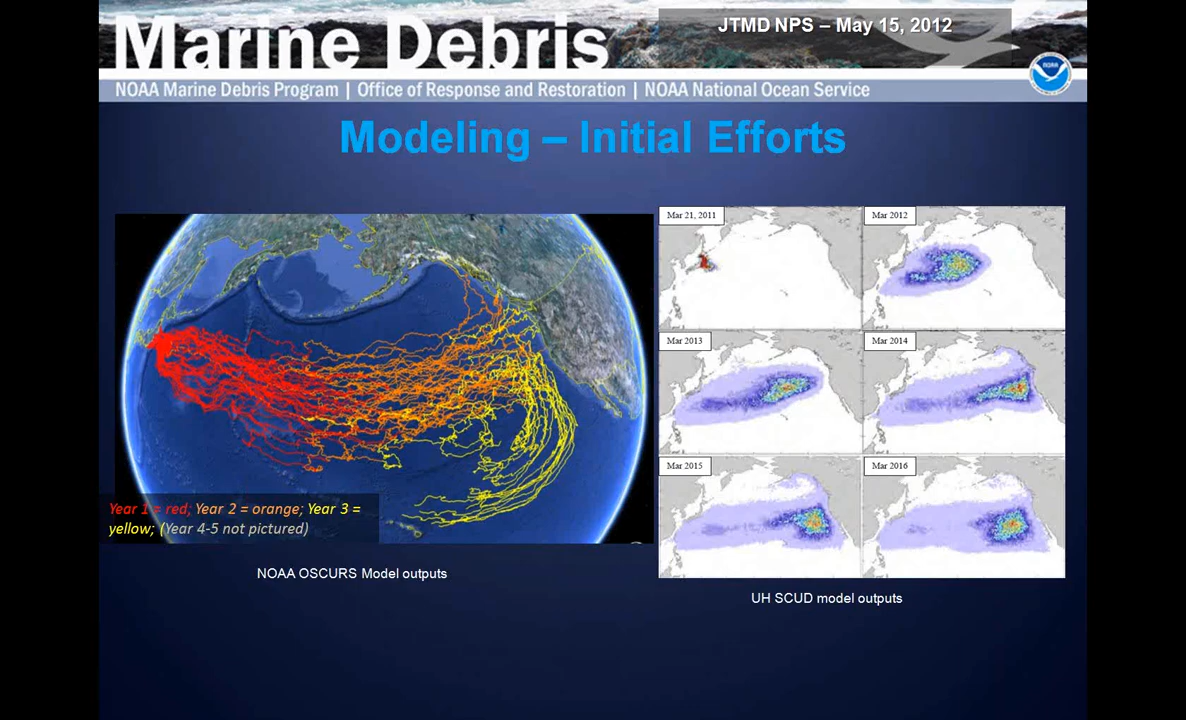 Marine Debris
JTMD NPS – May 15, 2012
NOAA
NOAA Marine Debris Program | Office of Response and Restoration | NOAA National Ocean Service
Modeling – Initial Efforts
Year 1 = red; Year 2 = orange; Year 3 =
yellow; (Year 4-5 not pictured)
NOAA OSCURS Model outputs
Mar 21, 2011
Mar 2012
Mar 2013
Mar 2014
Mar 2015
Mar 2016
UH SCUD model outputs